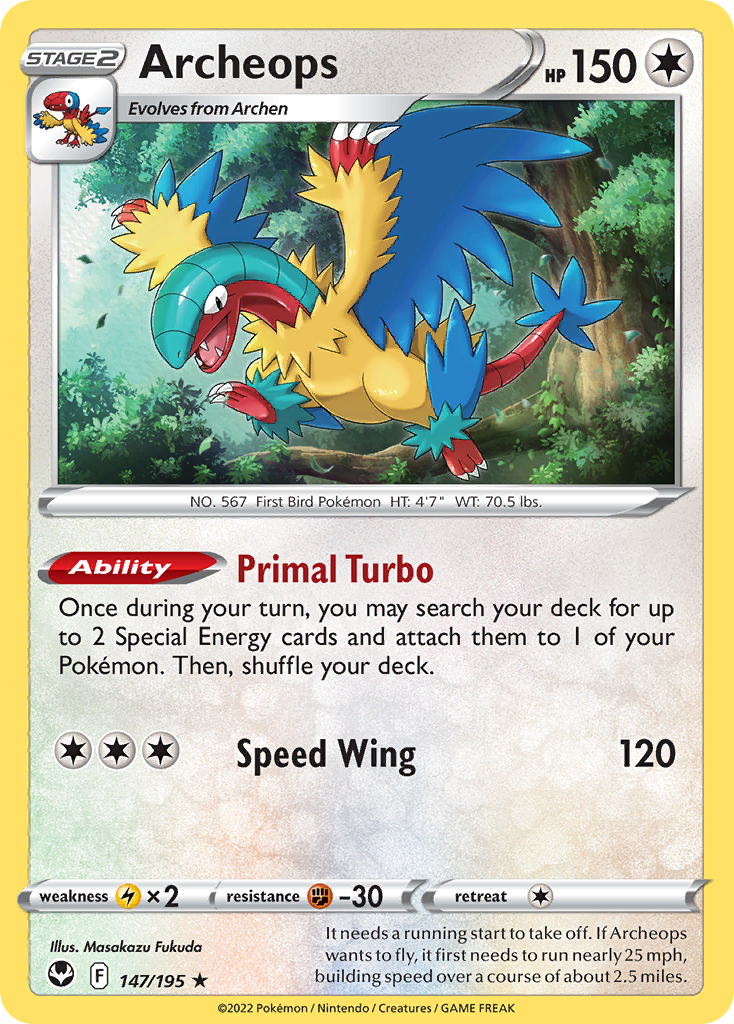 STAGE 2
Archeops
HP 150
Evolves from Archen
NO. 567 First Bird Pokémon HT: 4'7" WT: 70.5 lbs.
Ability Primal Turbo
Once during your turn, you may search your deck for up
to 2 Special Energy cards and attach them to 1 of your
Pokémon. Then, shuffle your deck.
Speed Wing 120
weakness ×2 resistance -30 retreat
Illus. Masakazu Fukuda
F 147/195 ★
It needs a running start to take off. If Archeops
wants to fly, it first needs to run nearly 25 mph,
building speed over a course of about 2.5 miles.
©2022 Pokémon / Nintendo / Creatures / GAME FREAK